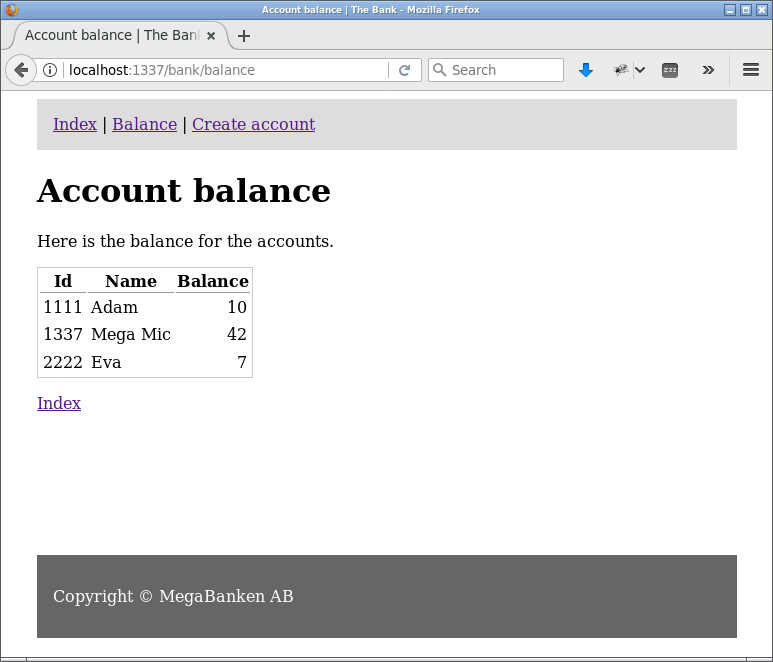 Account balance | The Bank - Mozilla Firefox
Account balance | The Ban
localhost:1337/bank/balance
Search
zzz
Index | Balance | Create account
Account balance
Here is the balance for the accounts.
Id Name Balance
1111 Adam 10
1337 Mega Mic 42
2222 Eva 7
Index
Copyright © MegaBanken AB